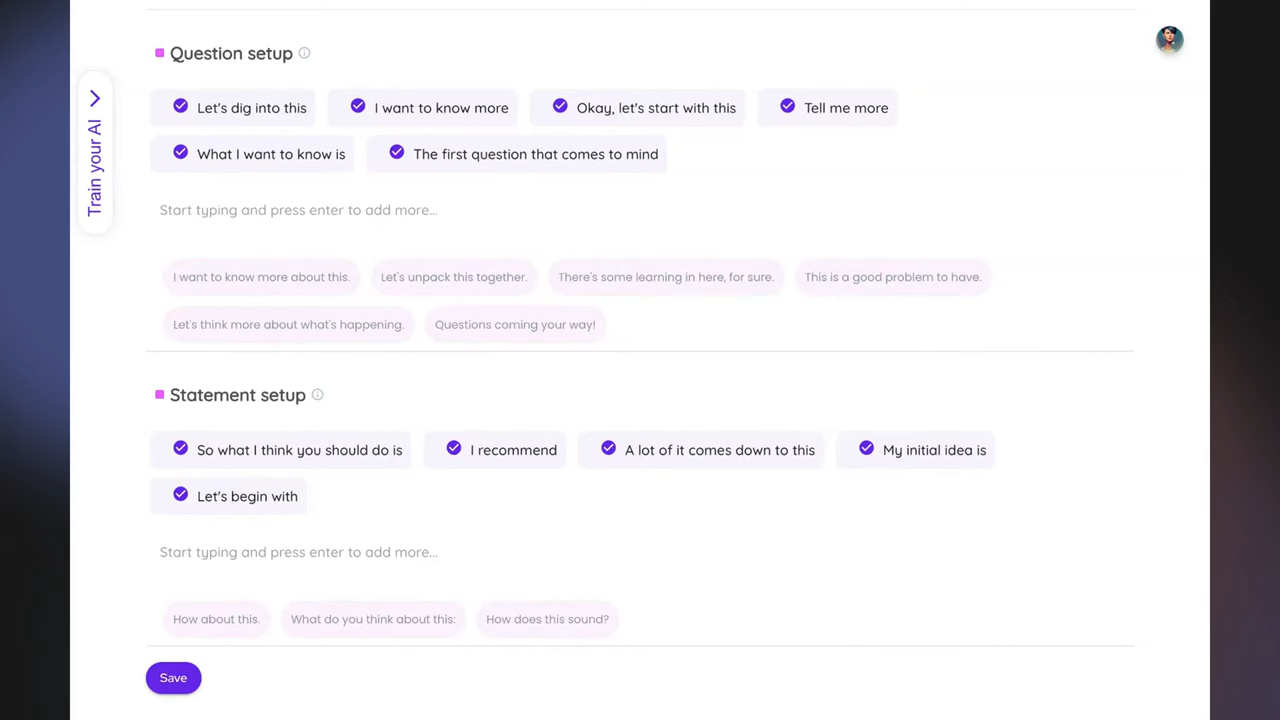 Train your AI
Question setup
Let's dig into this I want to know more Okay, let's start with this Tell me more
What I want to know is The first question that comes to mind
Start typing and press enter to add more...
I want to know more about this. Let's unpack this together. There's some learning in here, for sure. This is a good problem to have.
Let's think more about what's happening. Questions coming your way!
Statement setup
So what I think you should do is I recommend A lot of it comes down to this My initial idea is
Let's begin with
Start typing and press enter to add more...
How about this. What do you think about this: How does this sound?
Save